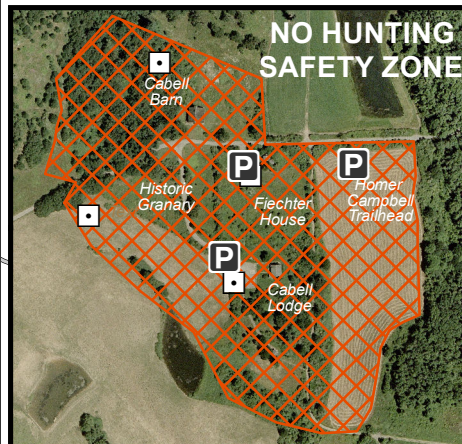 NO HUNTING
SAFETY ZONE
Cabell
Barn
P
P
Historic
Granary
Fiechter
House
Homer
Campbell
Trailhead
P
Cabell
Lodge